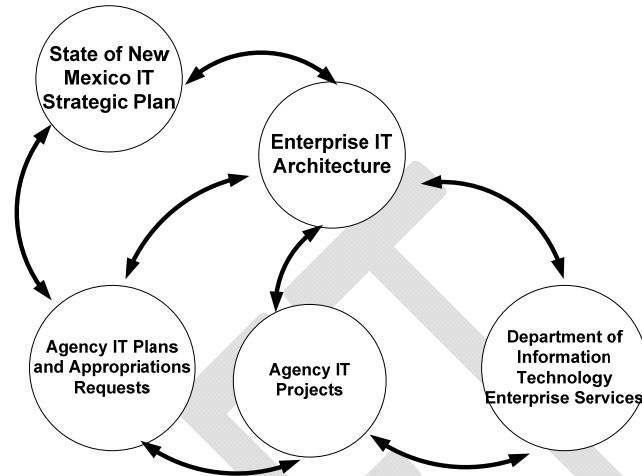 State of New
Mexico IT
Strategic Plan
Enterprise IT
Architecture
Agency IT Plans
and Appropriations
Requests
Agency IT
Projects
Department of
Information
Technology
Enterprise Services